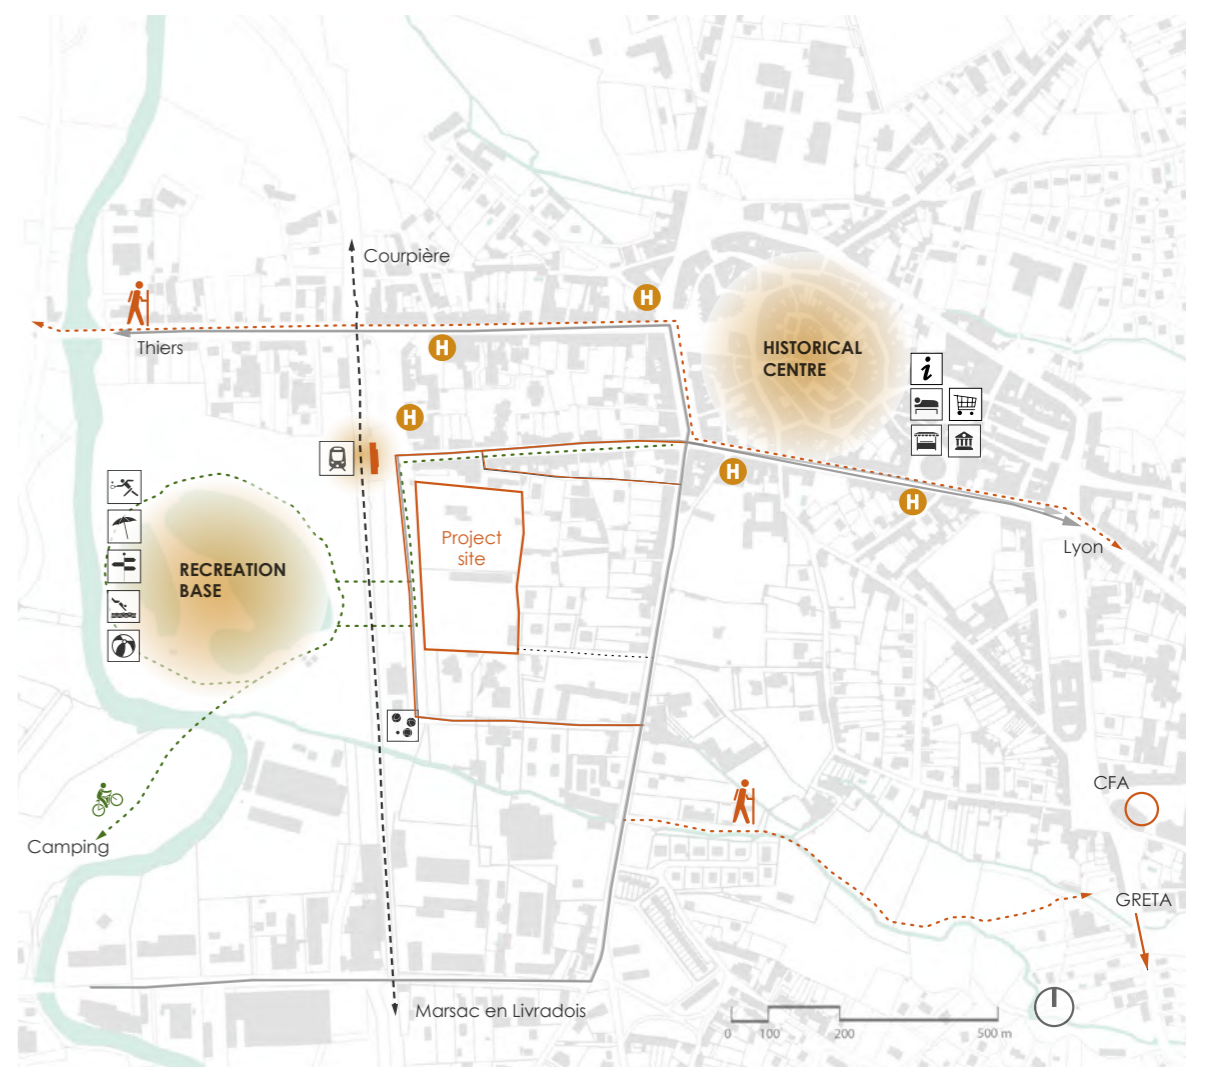 Courpière
H
Thiers
H
HISTORICAL
CENTRE
i
H
H
H
Project
site
Lyon
RECREATION
BASE
CFA
Camping
GRETA
Marsac en Livradois
0 100 200 500 m